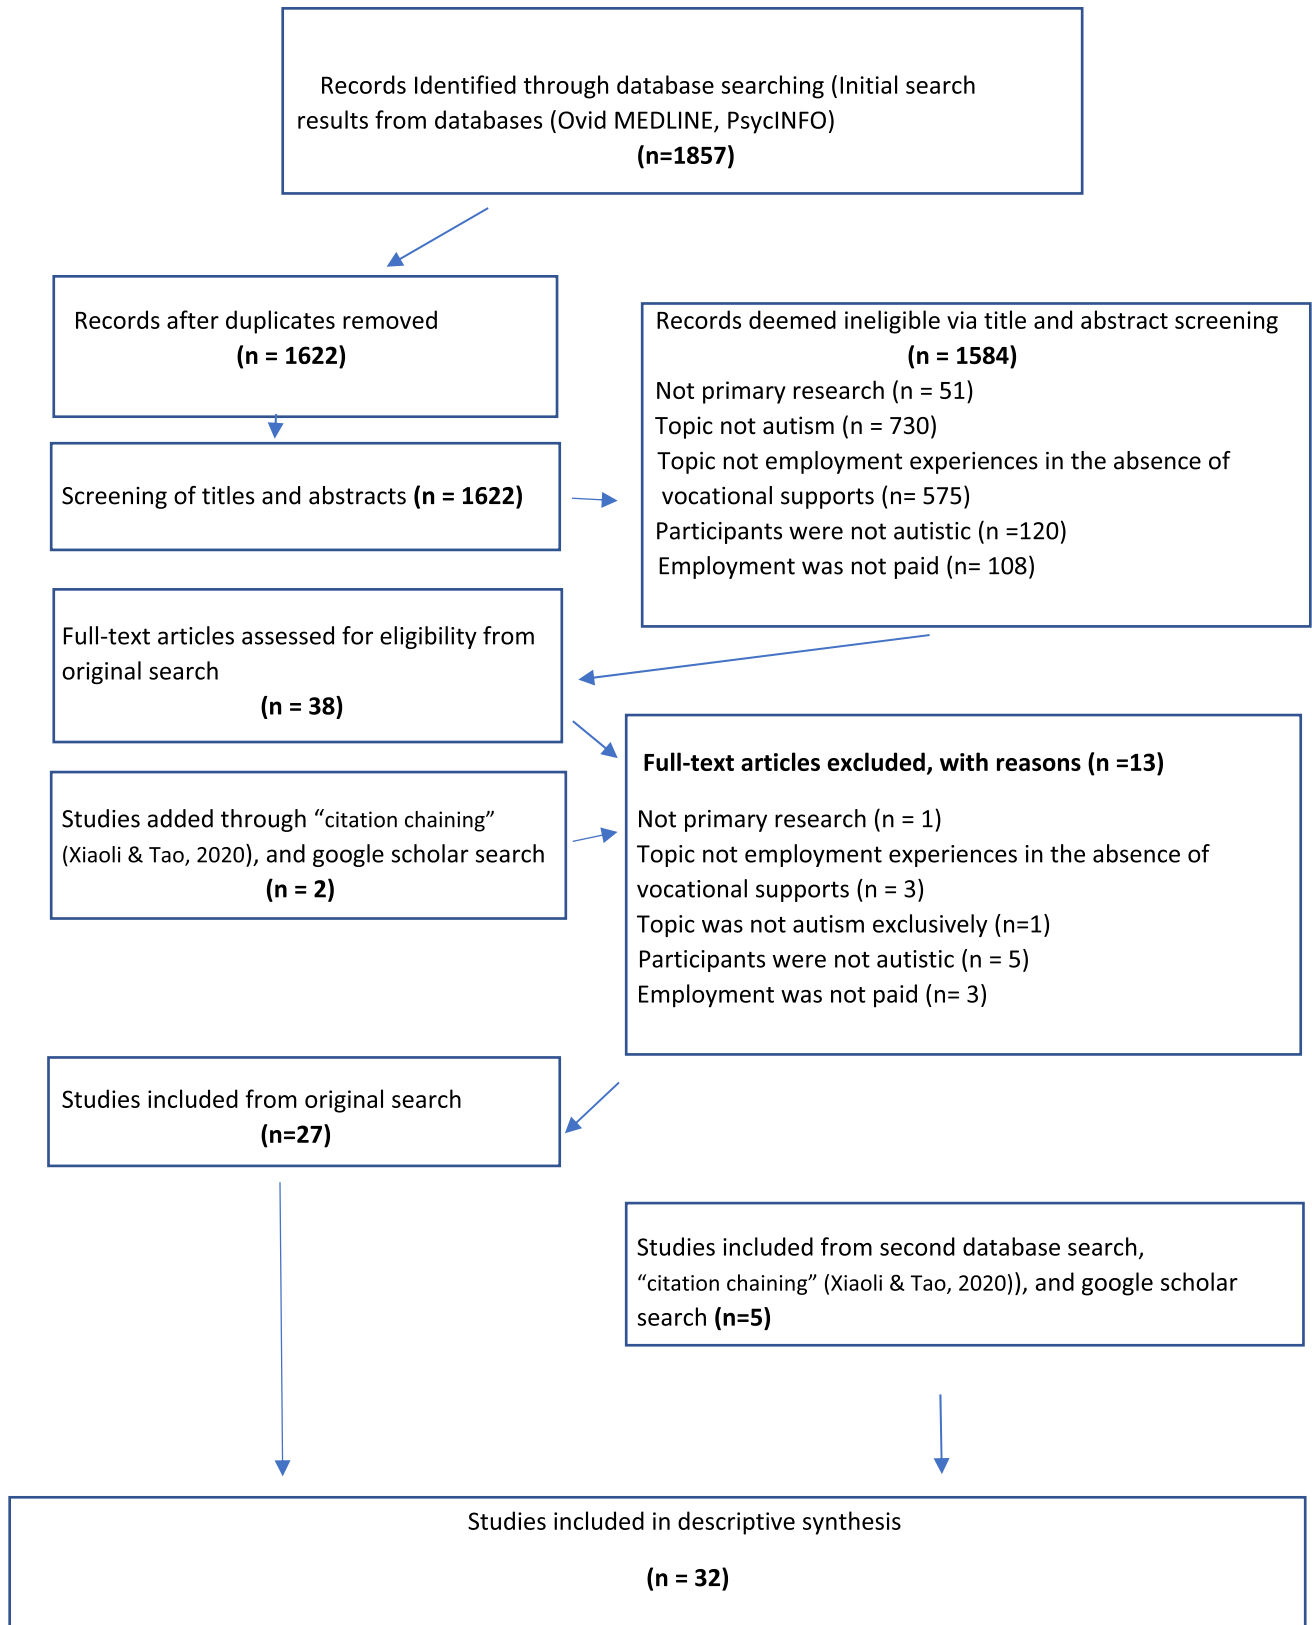 Records Identified through database searching (Initial search
results from databases (Ovid MEDLINE, PsycINFO)
(n=1857)
Records after duplicates removed
(n = 1622)
Screening of titles and abstracts (n = 1622)
Records deemed ineligible via title and abstract screening
(n = 1584)
Not primary research (n = 51)
Topic not autism (n = 730)
Topic not employment experiences in the absence of
vocational supports (n= 575)
Participants were not autistic (n =120)
Employment was not paid (n= 108)
Full-text articles assessed for eligibility from
original search
(n = 38)
Studies added through “citation chaining”
(Xiaoli & Tao, 2020), and google scholar search
(n = 2)
Full-text articles excluded, with reasons (n =13)
Not primary research (n = 1)
Topic not employment experiences in the absence of
vocational supports (n = 3)
Topic was not autism exclusively (n=1)
Participants were not autistic (n = 5)
Employment was not paid (n= 3)
Studies included from original search
(n=27)
Studies included from second database search,
“citation chaining” (Xiaoli & Tao, 2020)), and google scholar
search (n=5)
Studies included in descriptive synthesis
(n = 32)